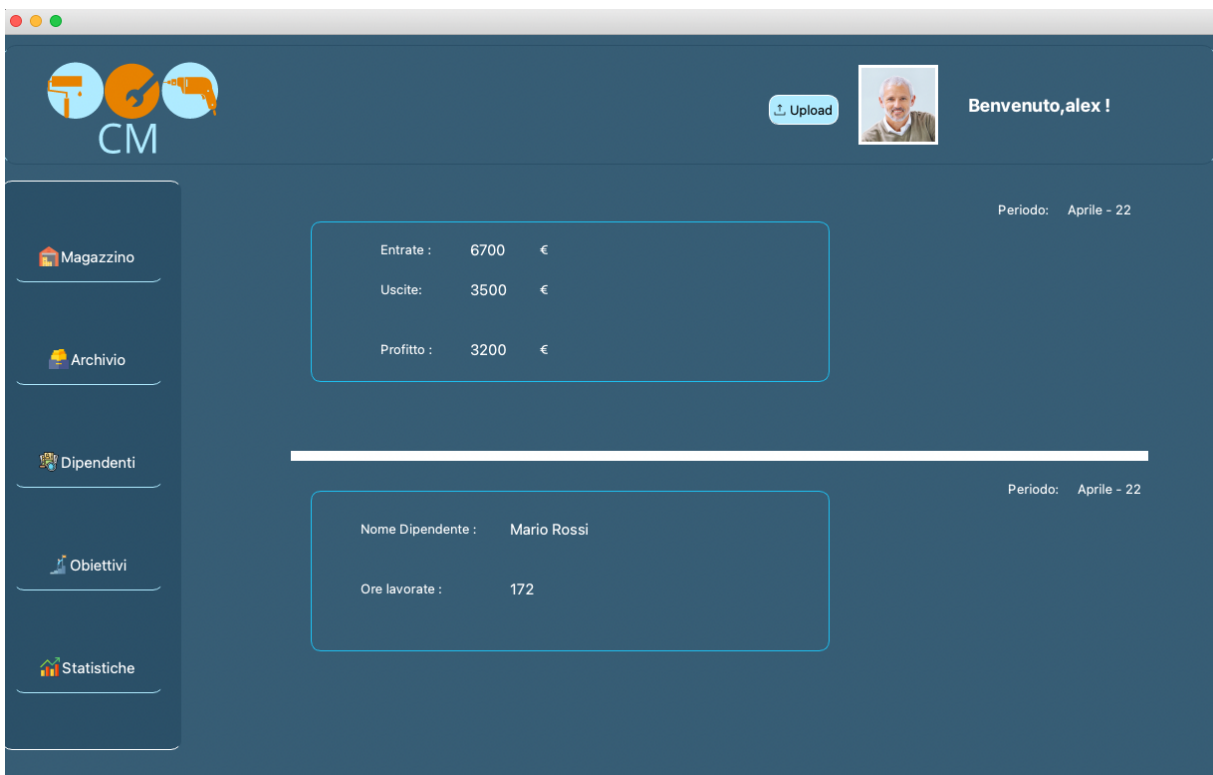 CM
Upload
Benvenuto,alex !
Magazzino
Archivio
Dipendenti
Obiettivi
Statistiche
Periodo: Aprile - 22
Entrate : 6700 €
Uscite: 3500 €
Profitto : 3200 €
Periodo: Aprile - 22
Nome Dipendente : Mario Rossi
Ore lavorate : 172